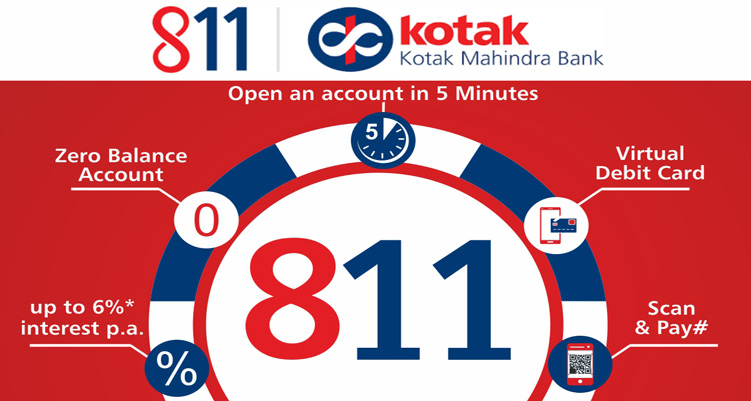 811
kotak
Kotak Mahindra Bank
Open an account in 5 Minutes
5
Zero Balance
Account
0
Virtual
Debit Card
811
up to 6%*
interest p.a.
%
Scan
& Pay#